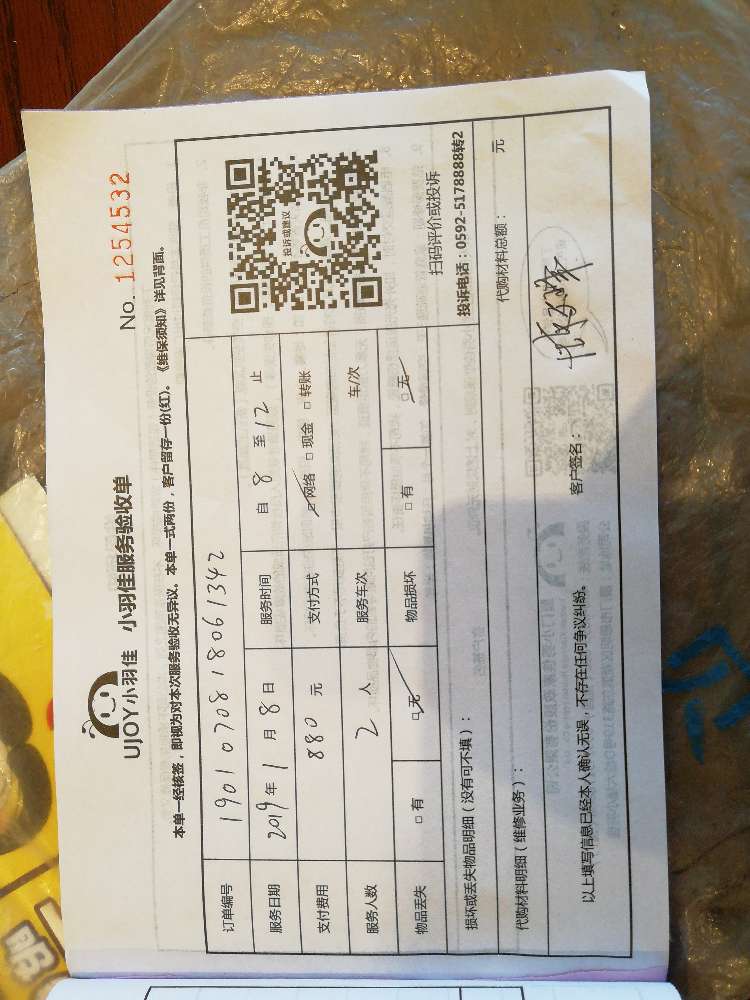 UJOY小羽佳 小羽佳服务验收单
No. 1254532
本单一经核签，即视为对本次服务验收无异议。本单一式两份，客户留存一份(红)。《维保须知》详见背面。
订单编号 190107081806 1342
服务日期 2019年1月8日 服务时间 自 8 至 12 止
支付费用 880 元 支付方式 ☑网络 □现金 □转账
服务人数 2 人 服务车次 车/次
物品丢失 □有 ☑无 物品损坏 □有 ☑无
投诉或建议
扫码评价或投诉
投诉电话：0592-5178888转2
损坏或丢失物品明细（没有可不填）：
代购材料明细（维修业务）： 代购材料总额： 元
以上填写信息已经本人确认无误，不存在任何争议纠纷。 客户签名：